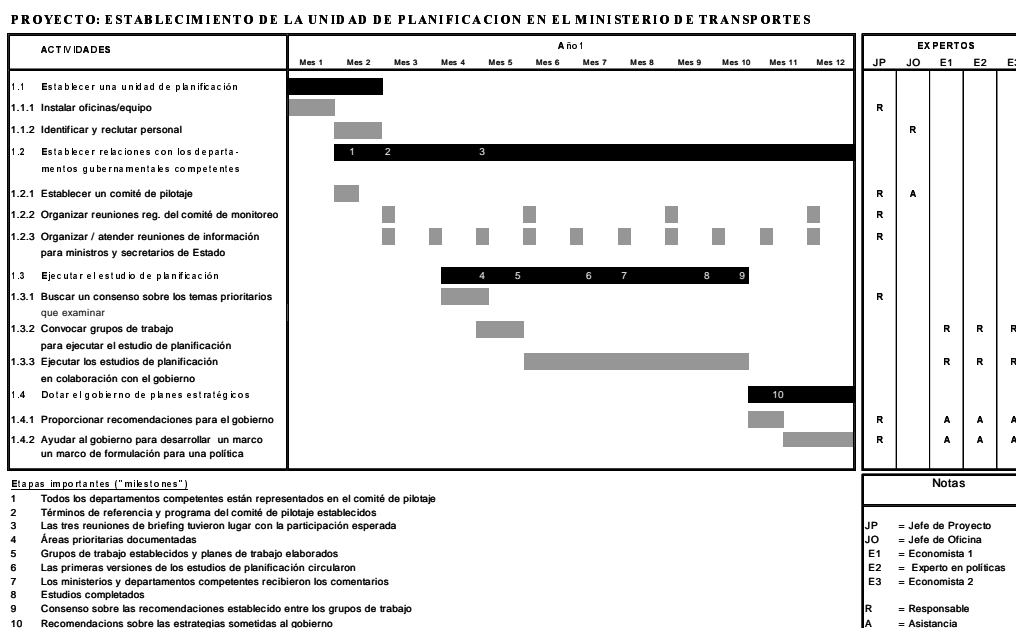 PROYECTO: ESTABLECIMIENTO DE LA UNIDAD DE PLANIFICACION EN EL MINISTERIO DE TRANSPORTES
ACTIVIDADES
Año1
EXPERTOS
Mes 1 Mes 2 Mes 3 Mes 4 Mes 5 Mes 6 Mes 7 Mes 8 Mes 9 Mes 10 Mes 11 Mes 12
JP JO E1 E2 E3
1.1 Establecer una unidad de planificación
1.1.1 Instalar oficinas/equipo R
1.1.2 Identificar y reclutar personal R
1.2 Establecer relaciones con los departa- 1 2 3
mentos gubernamentales competentes
1.2.1 Establecer un comité de pilotaje R A
1.2.2 Organizar reuniones reg. del comité de monitoreo R
1.2.3 Organizar / atender reuniones de información R
para ministros y secretarios de Estado
1.3 Ejecutar el estudio de planificación 4 5 6 7 8 9
1.3.1 Buscar un consenso sobre los temas prioritarios R
que examinar
1.3.2 Convocar grupos de trabajo R R R
para ejecutar el estudio de planificación
1.3.3 Ejecutar los estudios de planificación R R R
en colaboración con el gobierno
1.4 Dotar el gobierno de planes estratégicos 10
1.4.1 Proporcionar recomendaciones para el gobierno R A A A
1.4.2 Ayudar al gobierno para desarrollar un marco R A A A
un marco de formulación para una política
Etapas importantes ("milestones")
1 Todos los departamentos competentes están representados en el comité de pilotaje
2 Términos de referencia y programa del comité de pilotaje establecidos
3 Las tres reuniones de briefing tuvieron lugar con la participación esperada
4 Áreas prioritarias documentadas
5 Grupos de trabajo establecidos y planes de trabajo elaborados
6 Las primeras versiones de los estudios de planificación circularon
7 Los ministerios y departamentos competentes recibieron los comentarios
8 Estudios completados
9 Consenso sobre las recomendaciones establecido entre los grupos de trabajo
10 Recomendacions sobre las estrategias sometidas al gobierno
Notas
JP = Jefe de Proyecto
JO = Jefe de Oficina
E1 = Economista 1
E2 = Experto en políticas
E3 = Economista 2
R = Responsable
A = Asistancia